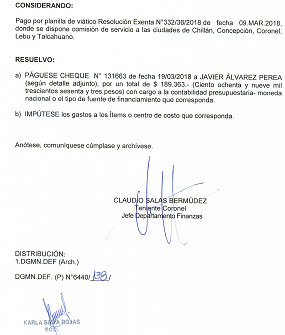 CONSIDERANDO:
Pago por planilla de viático Resolución Exenta N°332/36/2018 de fecha 09.MAR.2018,
donde se dispone comisión de servicio a las ciudades de Chillán, Concepción, Coronel,
Lebu y Talcahuano.
RESUELVO:
a) PÁGUESE CHEQUE N° 131663 de fecha 19/03/2018 a JAVIER ÁLVAREZ PEREA
(según detalle adjunto), por un total de $ 189.363.- (Ciento ochenta y nueve mil
trescientos sesenta y tres pesos) con cargo a la contabilidad presupuestaria- moneda
nacional o el tipo de fuente de financiamiento que corresponda.
b) IMPÚTESE los gastos a los Ítems o centro de costo que corresponda.
Anótese, comuníquese cúmplase y archívese.
CLAUDIO SALAS BERMÚDEZ
Teniente Coronel
Jefe Departamento Finanzas
DISTRIBUCIÓN:
1.DGMN.DEF (Arch.)
DGMN.DEF. (P) N°6440/ 138 /
KARLA SILVA ROJAS